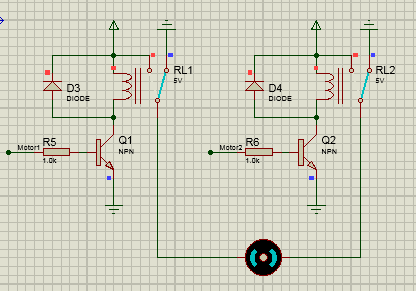 D3
DIODE
RL1
5V
Motor1
R5
1.0k
Q1
NPN
D4
DIODE
RL2
5V
Motor2
R6
1.0k
Q2
NPN